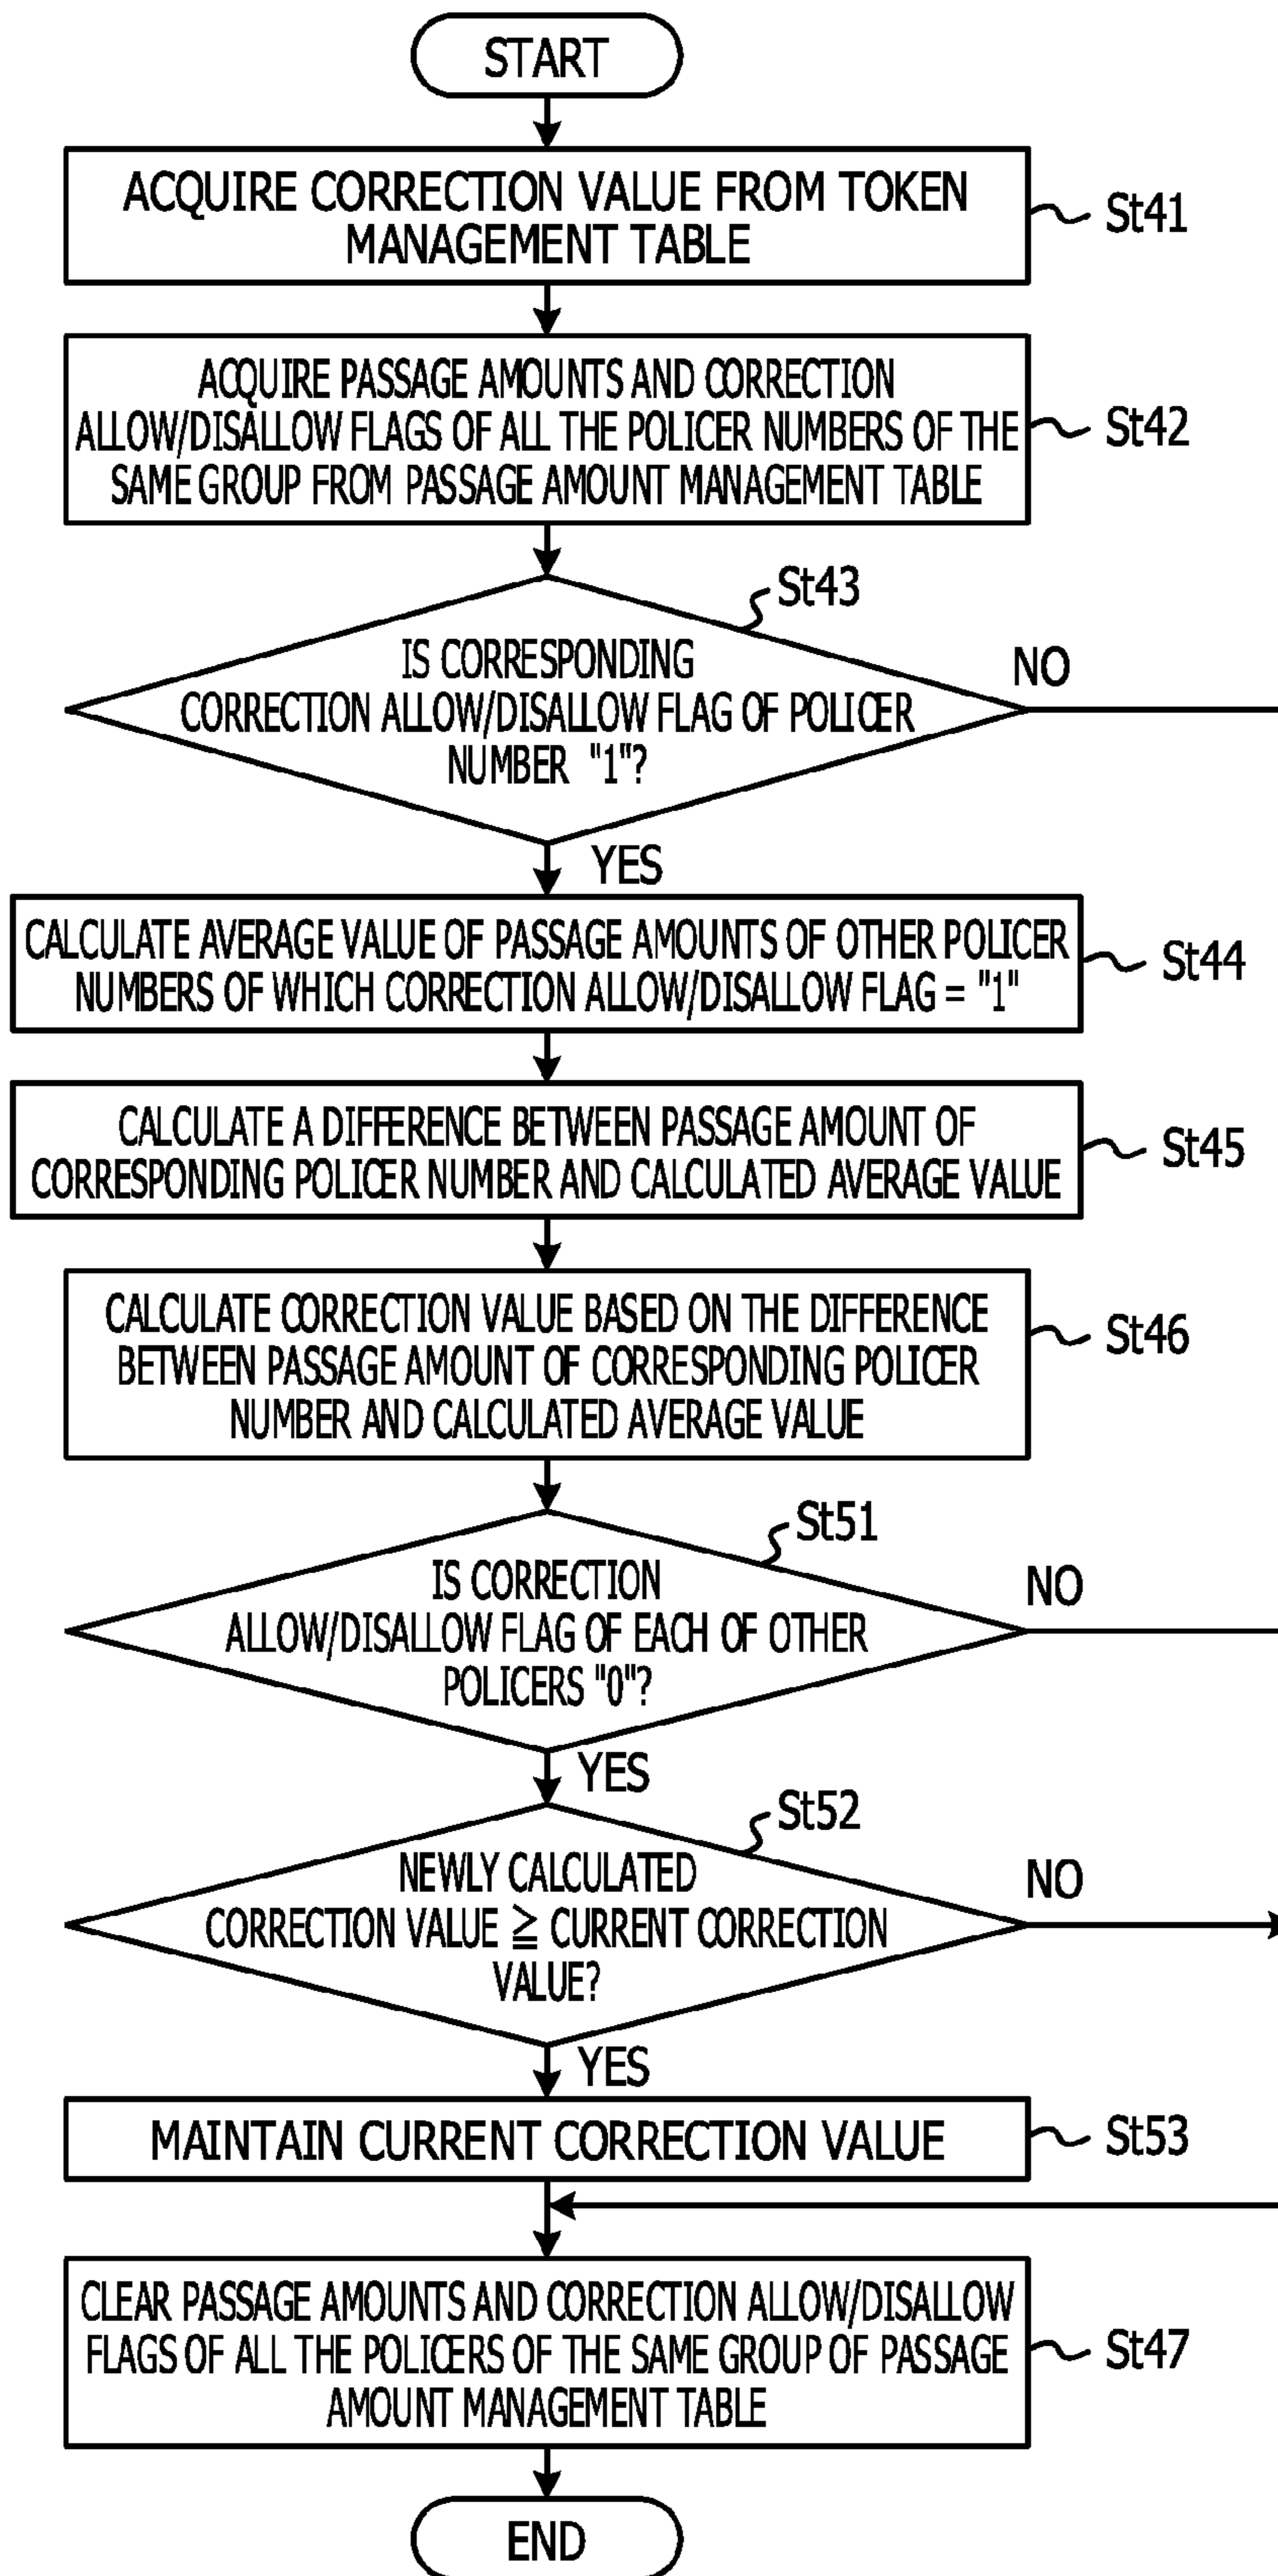 START
ACQUIRE CORRECTION VALUE FROM TOKEN
MANAGEMENT TABLE
St41
ACQUIRE PASSAGE AMOUNTS AND CORRECTION
ALLOW/DISALLOW FLAGS OF ALL THE POLICER NUMBERS OF THE
SAME GROUP FROM PASSAGE AMOUNT MANAGEMENT TABLE
St42
St43
IS CORRESPONDING
CORRECTION ALLOW/DISALLOW FLAG OF POLICER
NUMBER "1"?
NO
YES
CALCULATE AVERAGE VALUE OF PASSAGE AMOUNTS OF OTHER POLICER
NUMBERS OF WHICH CORRECTION ALLOW/DISALLOW FLAG = "1"
St44
CALCULATE A DIFFERENCE BETWEEN PASSAGE AMOUNT OF
CORRESPONDING POLICER NUMBER AND CALCULATED AVERAGE VALUE
St45
CALCULATE CORRECTION VALUE BASED ON THE DIFFERENCE
BETWEEN PASSAGE AMOUNT OF CORRESPONDING POLICER
NUMBER AND CALCULATED AVERAGE VALUE
St46
St51
IS CORRECTION
ALLOW/DISALLOW FLAG OF EACH OF OTHER
POLICERS "0"?
NO
YES
St52
NEWLY CALCULATED
CORRECTION VALUE ≧ CURRENT CORRECTION
VALUE?
NO
YES
MAINTAIN CURRENT CORRECTION VALUE
St53
CLEAR PASSAGE AMOUNTS AND CORRECTION ALLOW/DISALLOW
FLAGS OF ALL THE POLICERS OF THE SAME GROUP OF PASSAGE
AMOUNT MANAGEMENT TABLE
St47
END